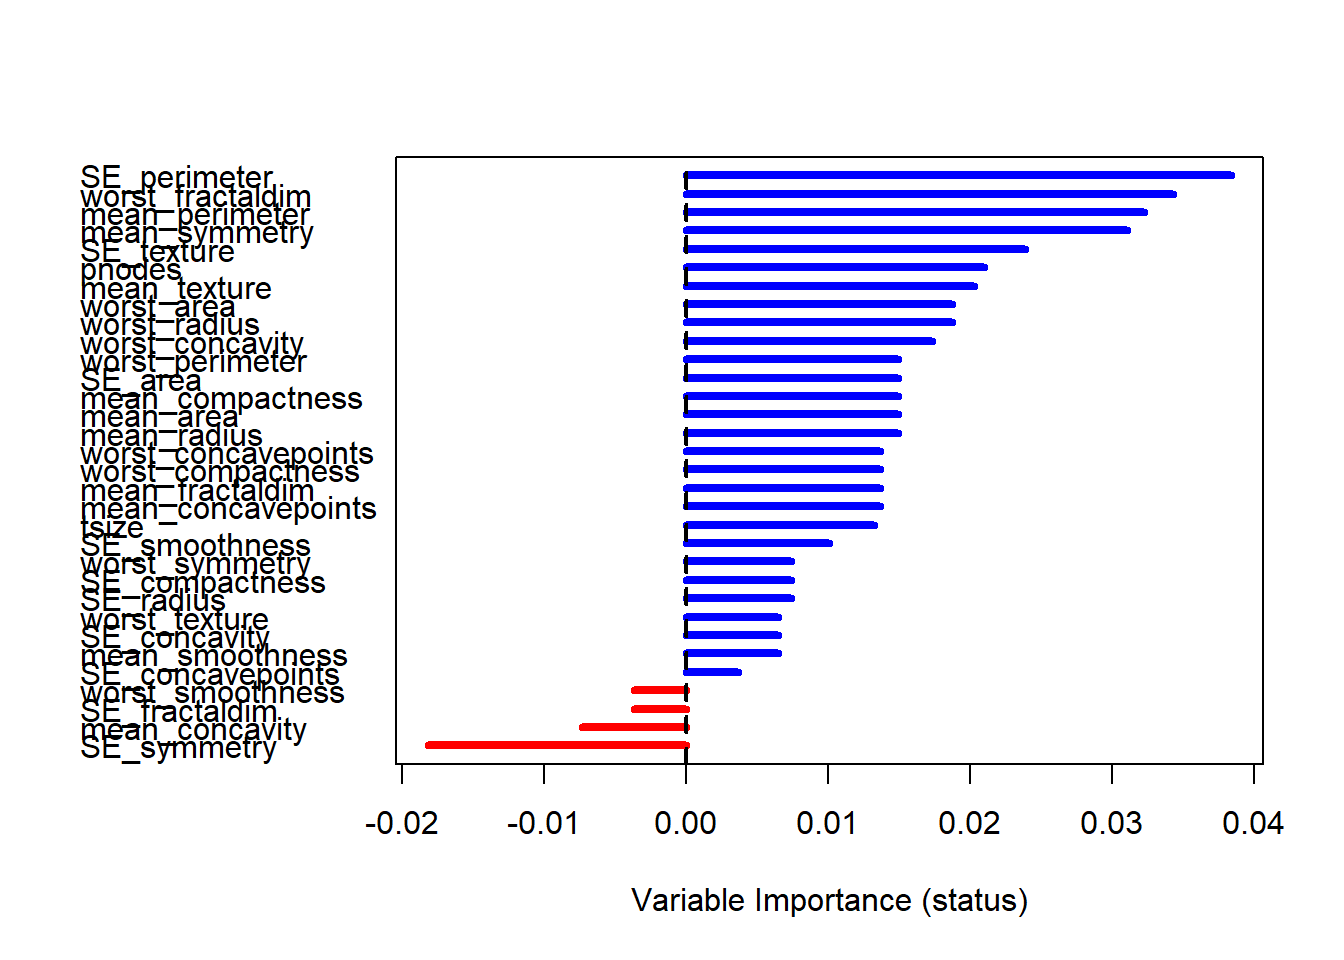 SE_perimeter
worst_fractaldim
mean_perimeter
mean_symmetry
SE_texture
pnodes
mean_texture
worst_area
worst_radius
worst_concavity
worst_perimeter
SE_area
mean_compactness
mean_area
mean_radius
worst_concavepoints
worst_compactness
mean_fractaldim
mean_concavepoints
tsize
SE_smoothness
worst_symmetry
SE_compactness
SE_radius
worst_texture
SE_concavity
mean_smoothness
SE_concavepoints
worst_smoothness
SE_fractaldim
mean_concavity
SE_symmetry
-0.02 -0.01 0.00 0.01 0.02 0.03 0.04
Variable Importance (status)